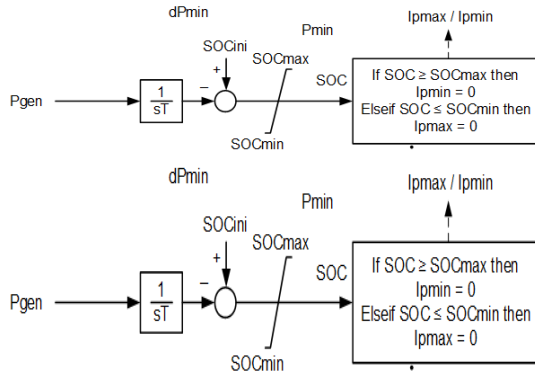 dPmin
Pmin
Ipmax / Ipmin
SOCini
SOCmax
+
SOC
If SOC ≥ SOCmax then
Ipmin = 0
Elseif SOC ≤ SOCmin then
Ipmax = 0
Pgen
1
sT
−
SOCmin
dPmin
Pmin
Ipmax / Ipmin
SOCini
SOCmax
+
SOC
If SOC ≥ SOCmax then
Ipmin = 0
Elseif SOC ≤ SOCmin then
Ipmax = 0
Pgen
1
sT
−
SOCmin